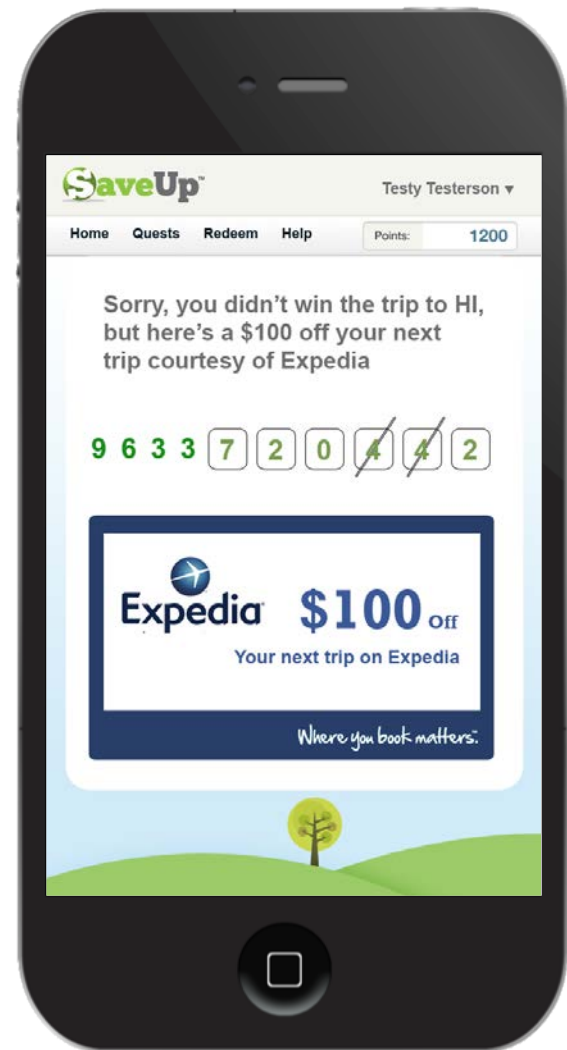 SaveUp™
Testy Testerson ▼
Home Quests Redeem Help Points: 1200
Sorry, you didn't win the trip to HI,
but here's a $100 off your next
trip courtesy of Expedia
9 6 3 3 7 2 0 4 4 2
Expedia $100 Off
Your next trip on Expedia
Where you book matters.